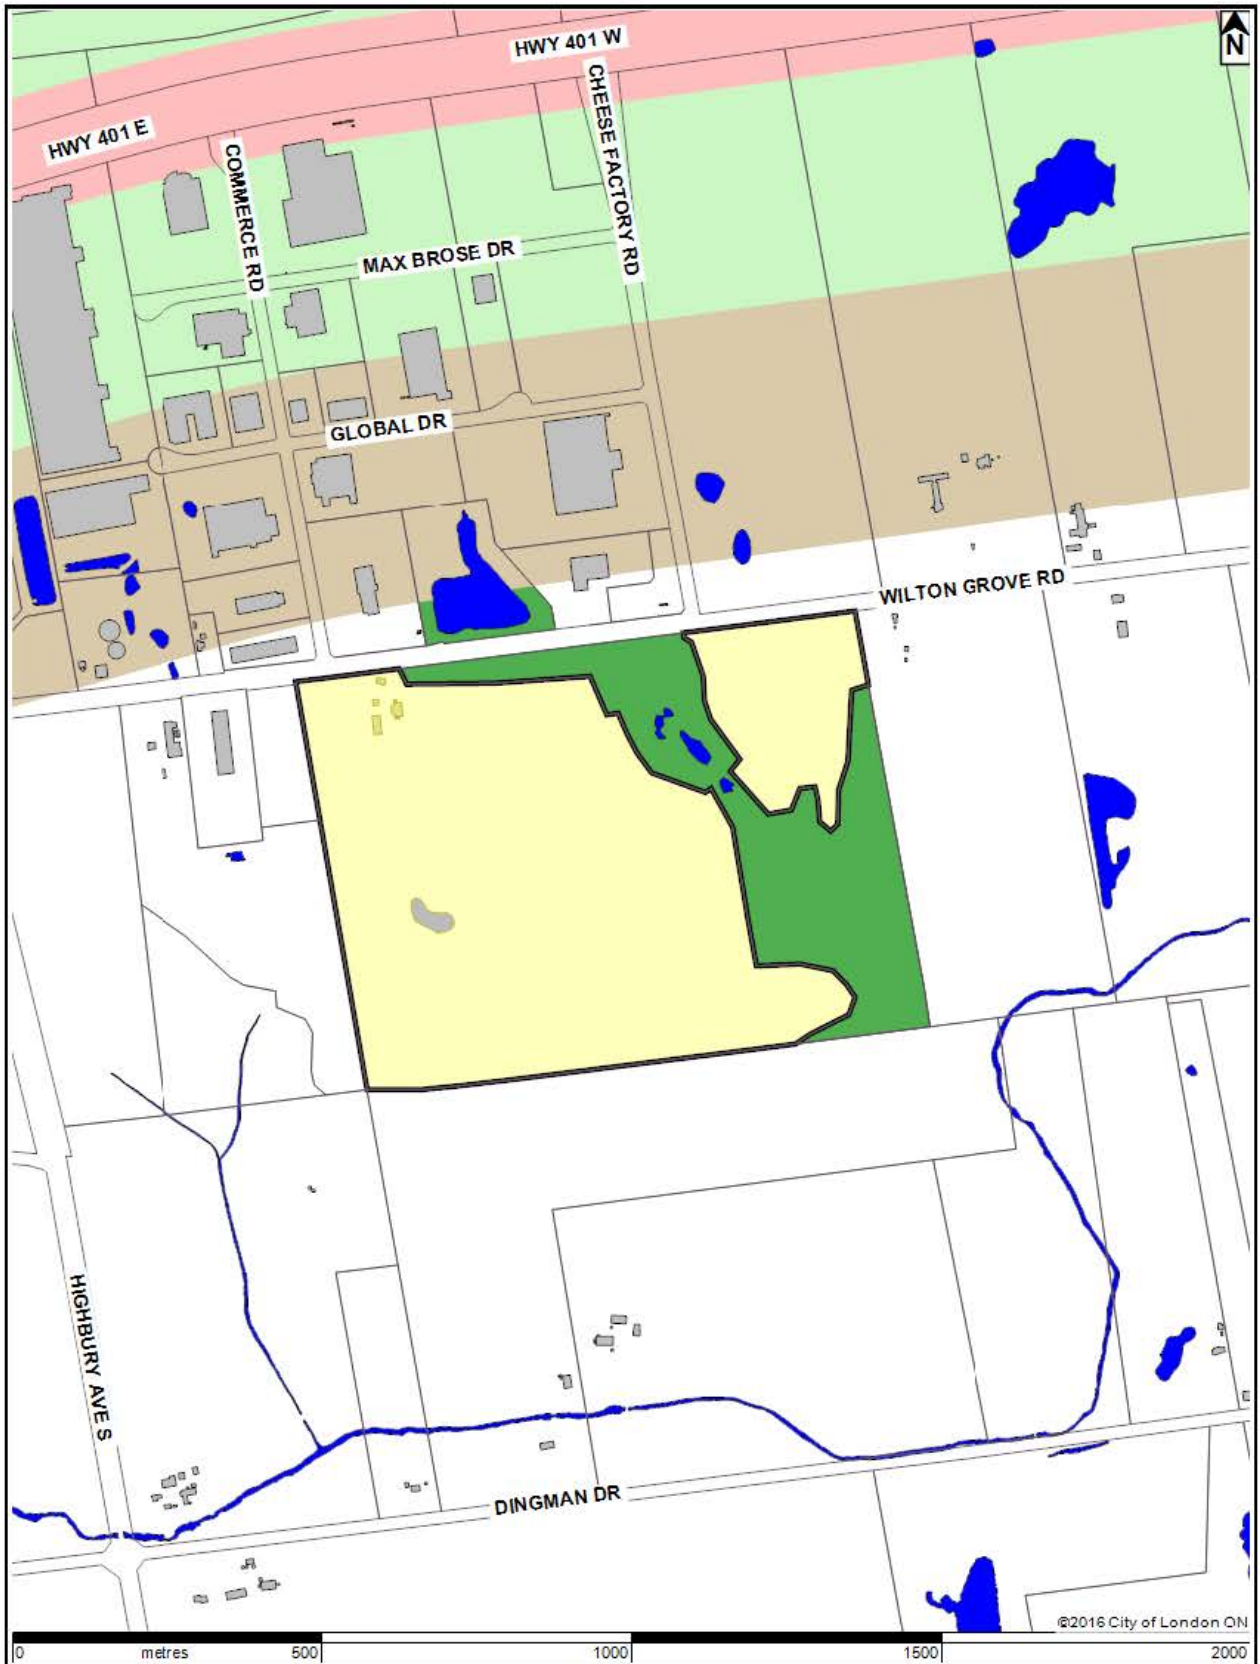 N
HWY 401 W
HWY 401 E
COMMERCE RD
CHEESE FACTORY RD
MAX BROSE DR
GLOBAL DR
WILTON GROVE RD
HIGHBURY AVE S
DINGMAN DR
©2016 City of London ON
0 metres 500 1000 1500 2000